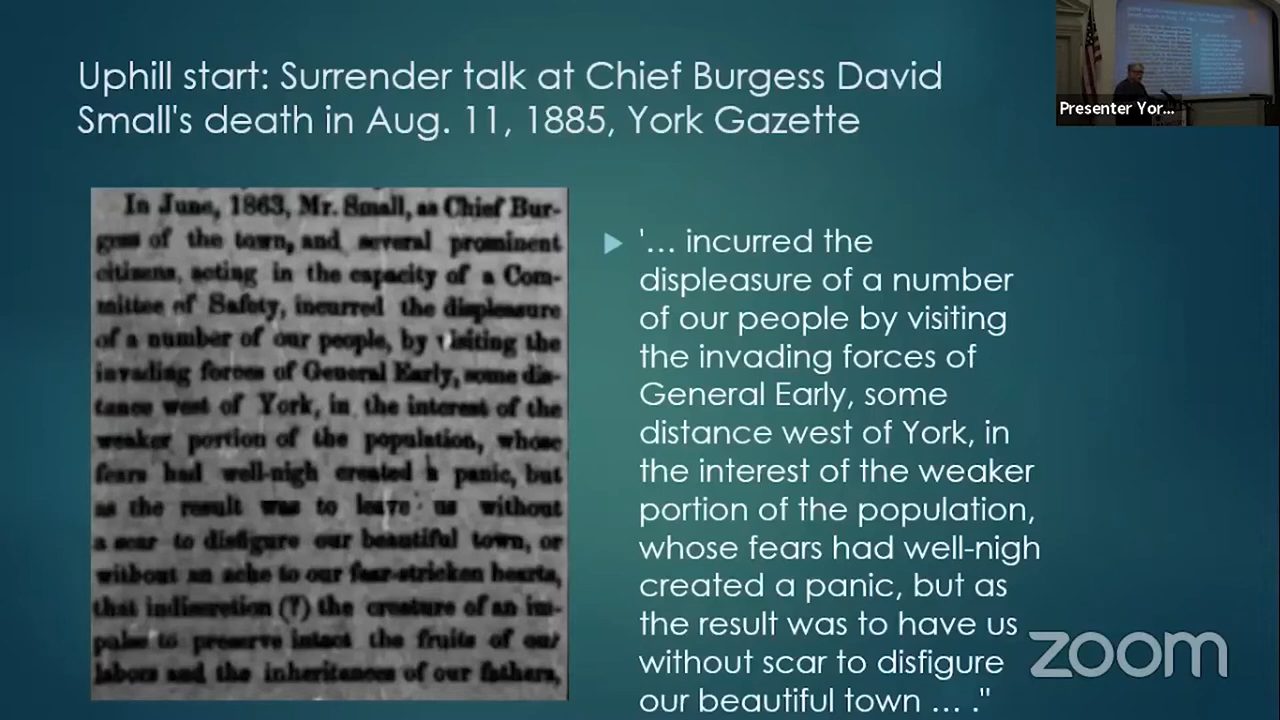 Uphill start: Surrender talk at Chief Burgess David
Small's death in Aug. 11, 1885, York Gazette
In June, 1863, Mr. Small, as Chief Bur-
gess of the town, and several prominent
citizens, acting in the capacity of a Com-
mittee of Safety, incurred the displeasure
of a number of our people, by visiting the
invading forces of General Early, some dis-
tance west of York, in the interest of the
weaker portion of the population, whose
fears had well-nigh created a panic, but
as the result was to leave us without
a scar to disfigure our beautiful town, or
without an ache to our fear-stricken hearts,
that indiscretion (?) the creature of an im-
pulse to preserve intact the fruits of our
labors and the inheritances of our fathers,
'... incurred the
displeasure of a number
of our people by visiting
the invading forces of
General Early, some
distance west of York, in
the interest of the weaker
portion of the population,
whose fears had well-nigh
created a panic, but as
the result was to have us
without scar to disfigure
our beautiful town ... ."
Presenter Yor...
zoom